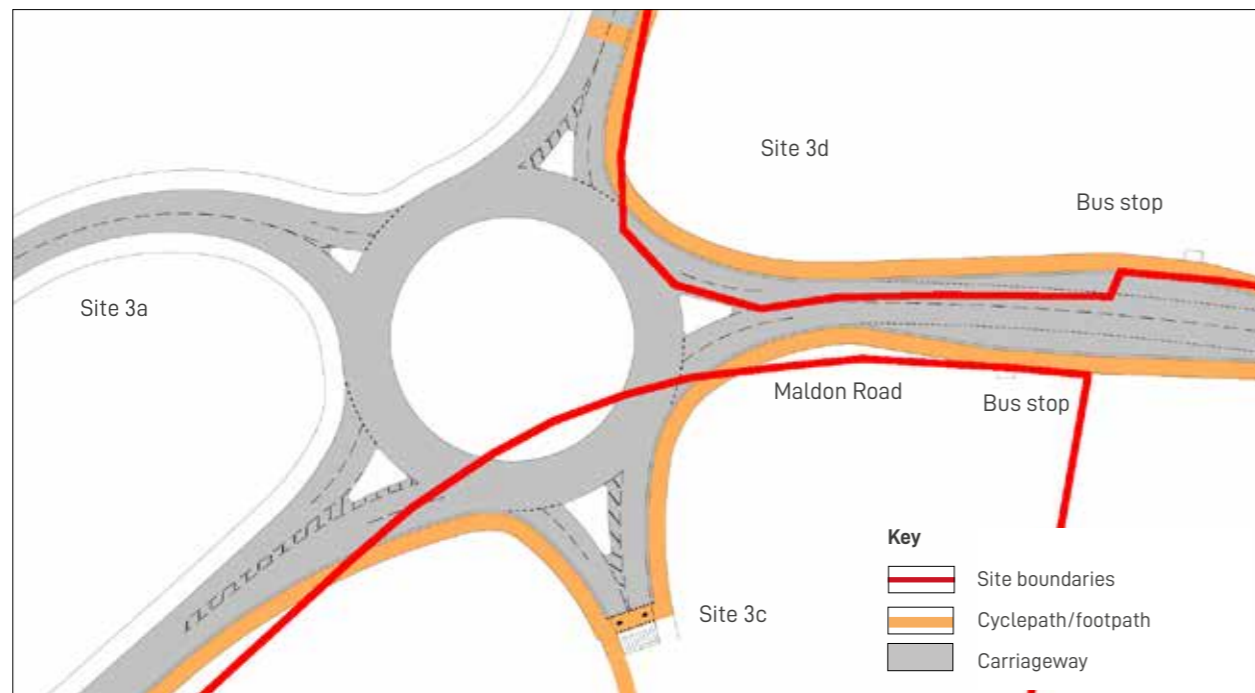 Site 3d
Bus stop
Site 3a
Maldon Road
Bus stop
Site 3c
Key
Site boundaries
Cyclepath/footpath
Carriageway